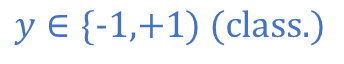 y ∈ {-1,+1) (class.)